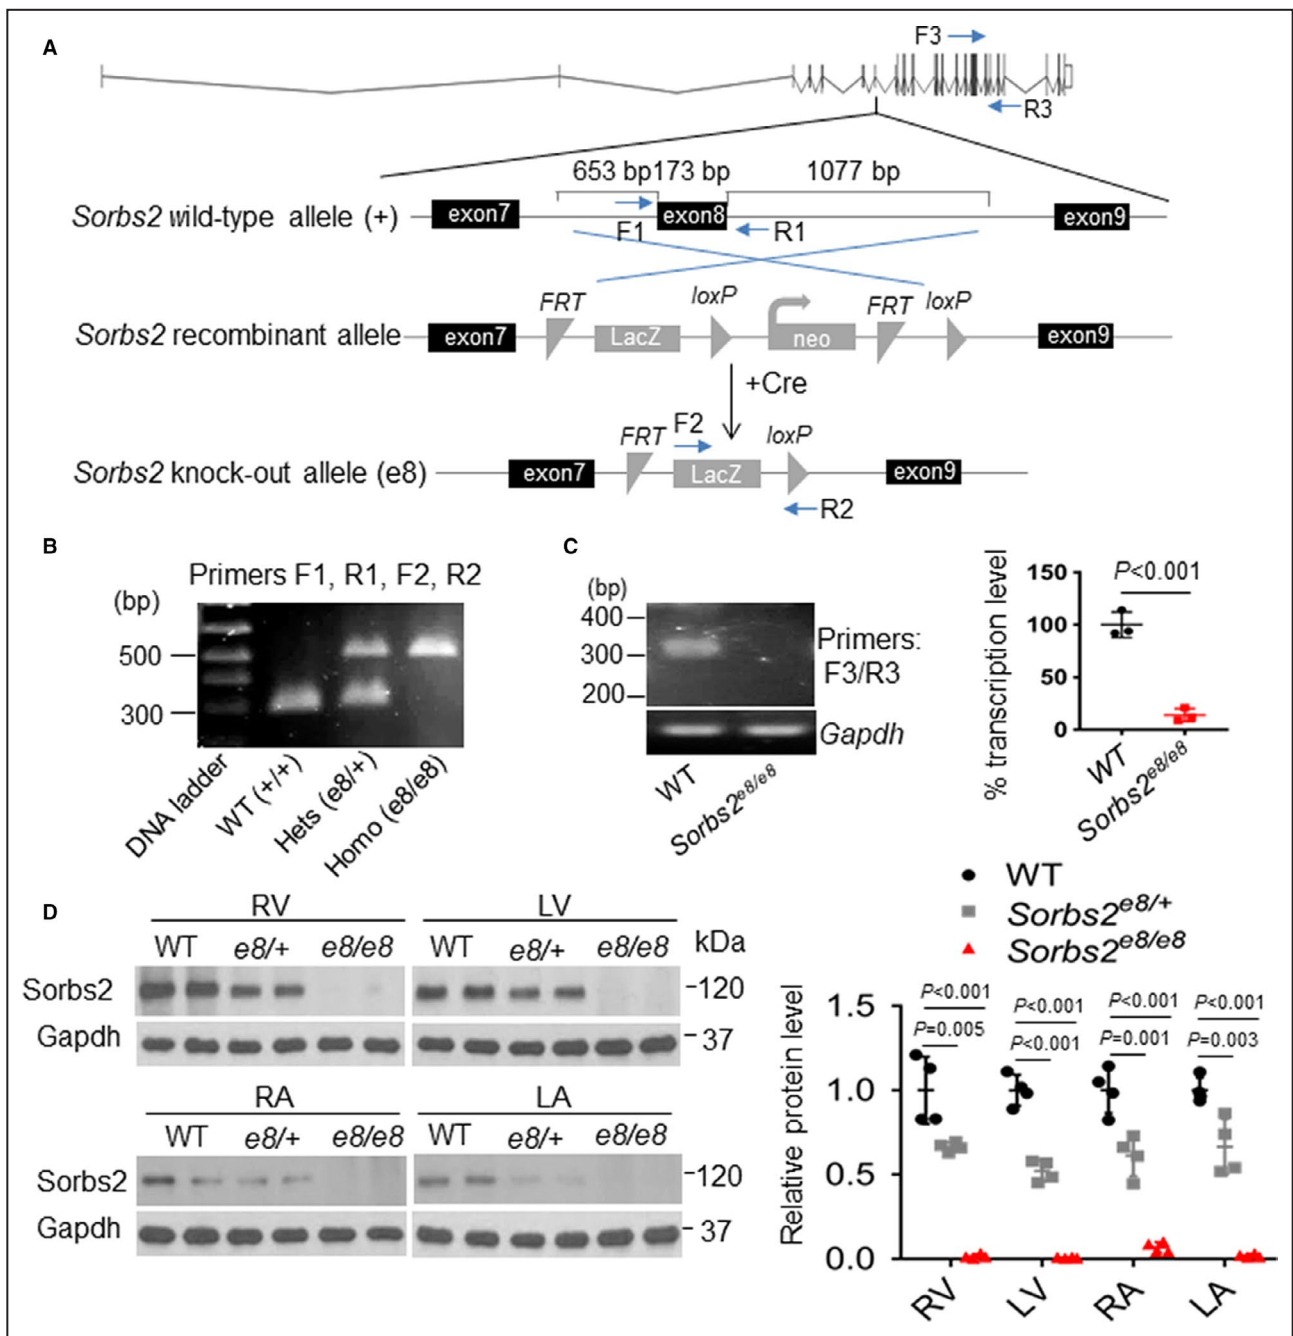 A
F3
R3
653 bp 173 bp 1077 bp
Sorbs2 wild-type allele (+) exon7 exon8 exon9
F1 R1
FRT loxP FRT loxP
Sorbs2 recombinant allele exon7 LacZ neo exon9
+Cre
F2
FRT loxP
Sorbs2 knock-out allele (e8) exon7 LacZ exon9
R2
B
Primers F1, R1, F2, R2
(bp)
500
300
DNA ladder
WT (+/+)
Hets (e8/+)
Homo (e8/e8)
C
(bp)
400
300
200
Primers:
F3/R3
Gapdh
WT
Sorbs2e8/e8
% transcription level
150
100
50
0
P<0.001
WT
Sorbs2e8/e8
D
RV LV
WT e8/+ e8/e8 WT e8/+ e8/e8 kDa
Sorbs2 -120
Gapdh -37
RA LA
WT e8/+ e8/e8 WT e8/+ e8/e8
Sorbs2 -120
Gapdh -37
WT
Sorbs2e8/+
Sorbs2e8/e8
Relative protein level
1.5
1.0
0.5
0.0
P<0.001 P<0.001 P<0.001 P<0.001
P=0.005 P<0.001 P=0.001 P=0.003
RV LV RA LA